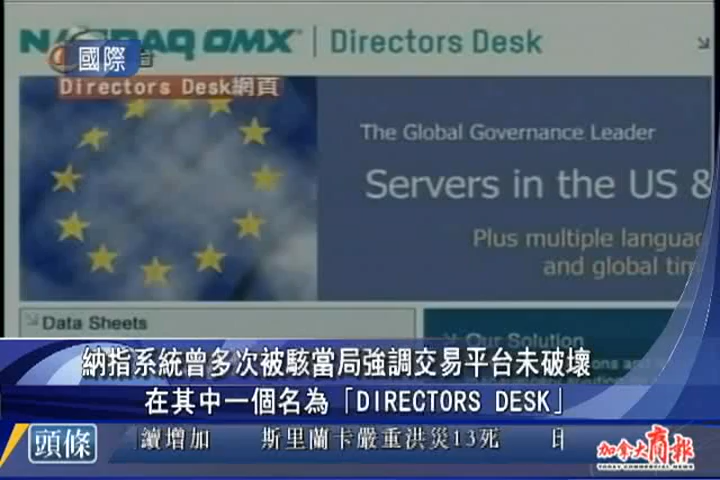 NASDAQ OMX | Directors Desk
國際
Directors Desk網頁
The Global Governance Leader
Servers in the US &
Plus multiple languag
and global tim
Data Sheets
Our Solution
納指系統曾多次被駭當局強調交易平台未破壞
在其中一個名為「DIRECTORS DESK」
頭條
續增加 斯里蘭卡嚴重洪災13死
加拿大商報
TODAY COMMERCIAL NEWS